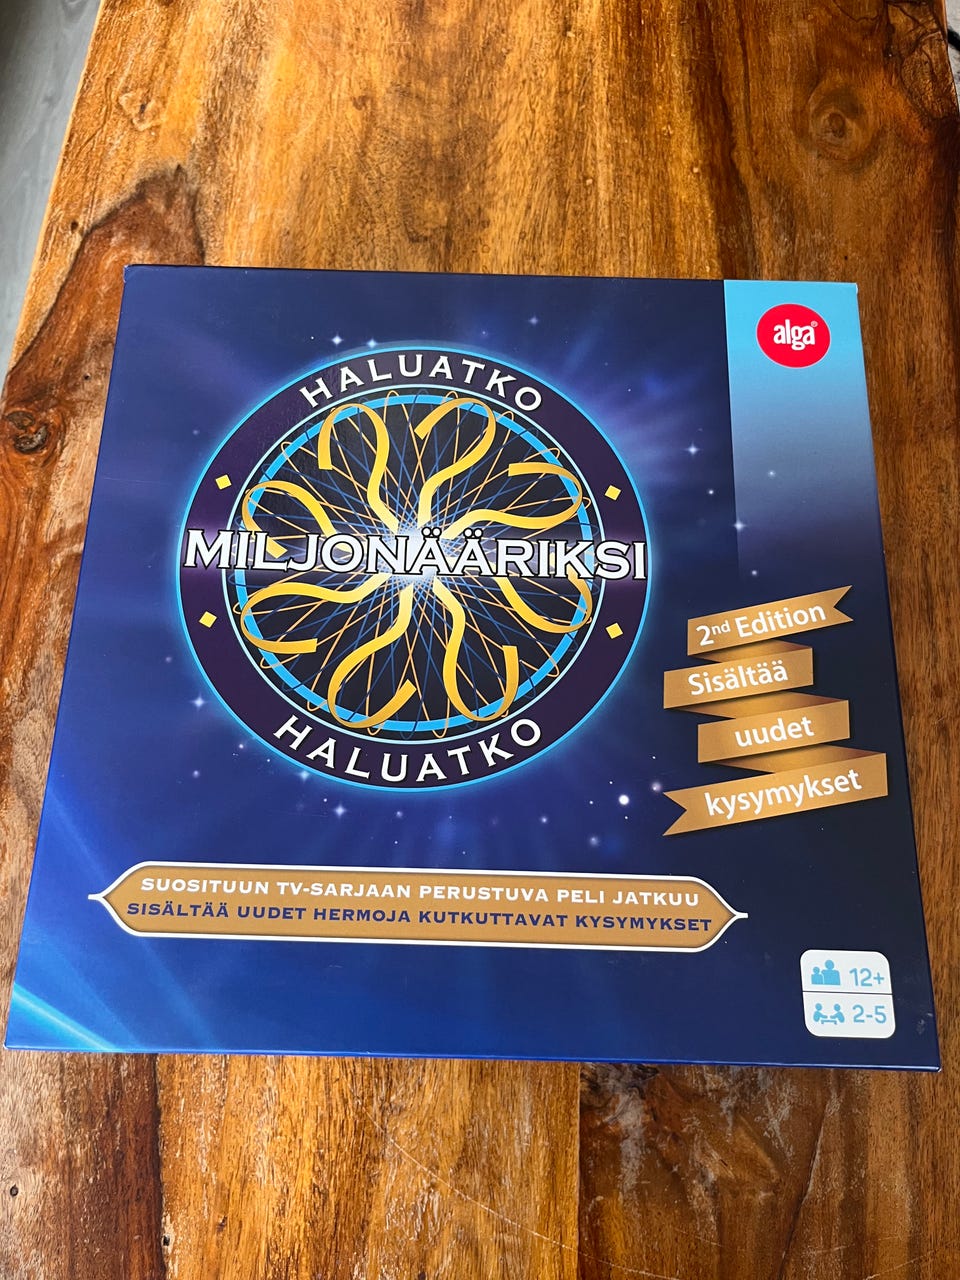 alga®
HALUATKO
MILJONÄÄRIKSI
HALUATKO
2nd Edition
Sisältää
uudet
kysymykset
SUOSITUUN TV-SARJAAN PERUSTUVA PELI JATKUU
SISÄLTÄÄ UUDET HERMOJA KUTKUTTAVAT KYSYMYKSET
12+
2-5